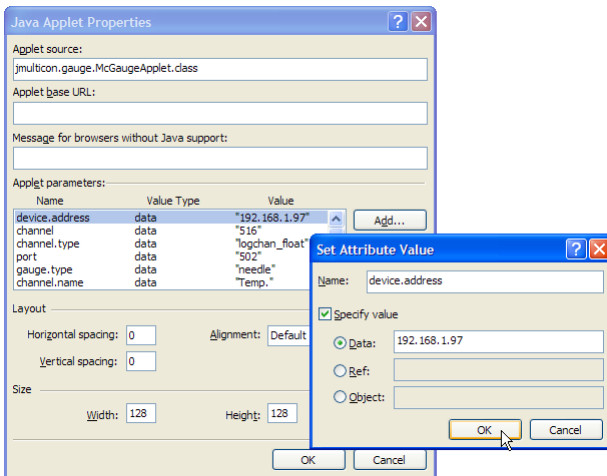 Java Applet Properties
Applet source:
jmulticon.gauge.McGaugeApplet.class
Applet base URL:
Message for browsers without Java support:
Applet parameters:
Name Value Type Value
device.address data "192.168.1.97"
channel data "516"
channel.type data "logchan_float"
port data "502"
gauge.type data "needle"
channel.name data "Temp."
Add...
Layout
Horizontal spacing: 0 Alignment: Default
Vertical spacing: 0
Size
Width: 128 Height: 128
OK Cancel
Set Attribute Value
Name: device.address
Specify value
Data: 192.168.1.97
Ref:
Object:
OK Cancel